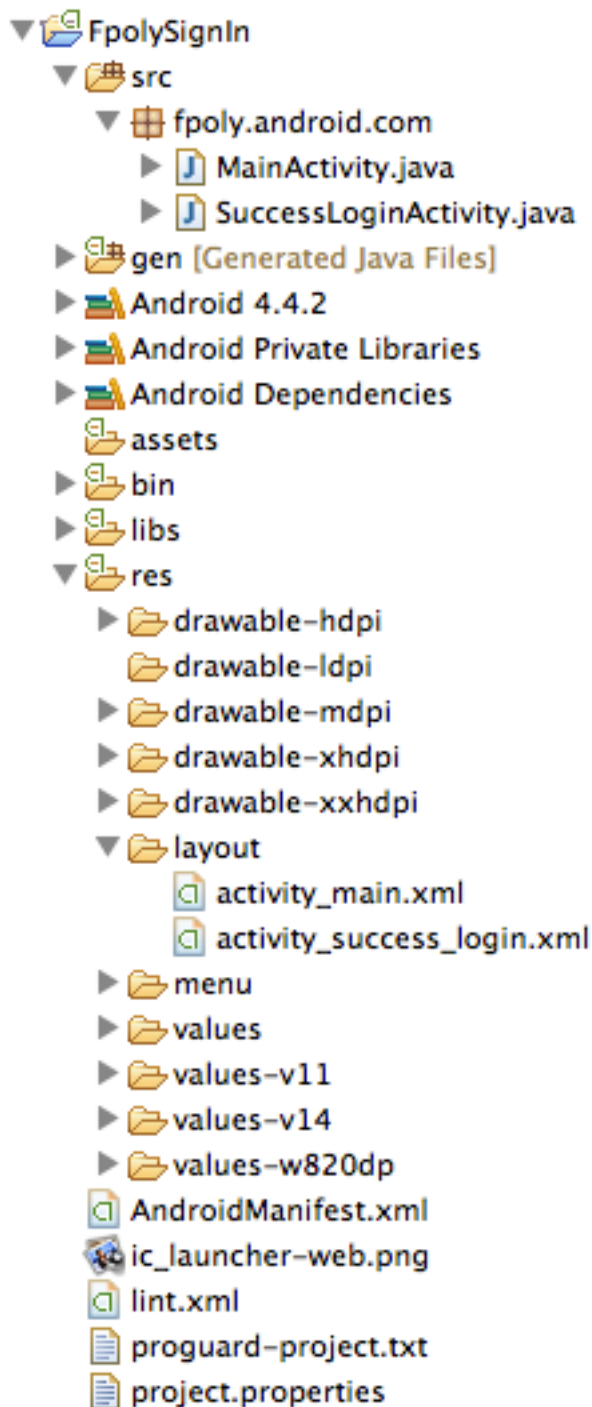 FpolySignIn
src
fpoly.android.com
MainActivity.java
SuccessLoginActivity.java
gen [Generated Java Files]
Android 4.4.2
Android Private Libraries
Android Dependencies
assets
bin
libs
res
drawable-hdpi
drawable-ldpi
drawable-mdpi
drawable-xhdpi
drawable-xxhdpi
layout
activity_main.xml
activity_success_login.xml
menu
values
values-v11
values-v14
values-w820dp
AndroidManifest.xml
ic_launcher-web.png
lint.xml
proguard-project.txt
project.properties